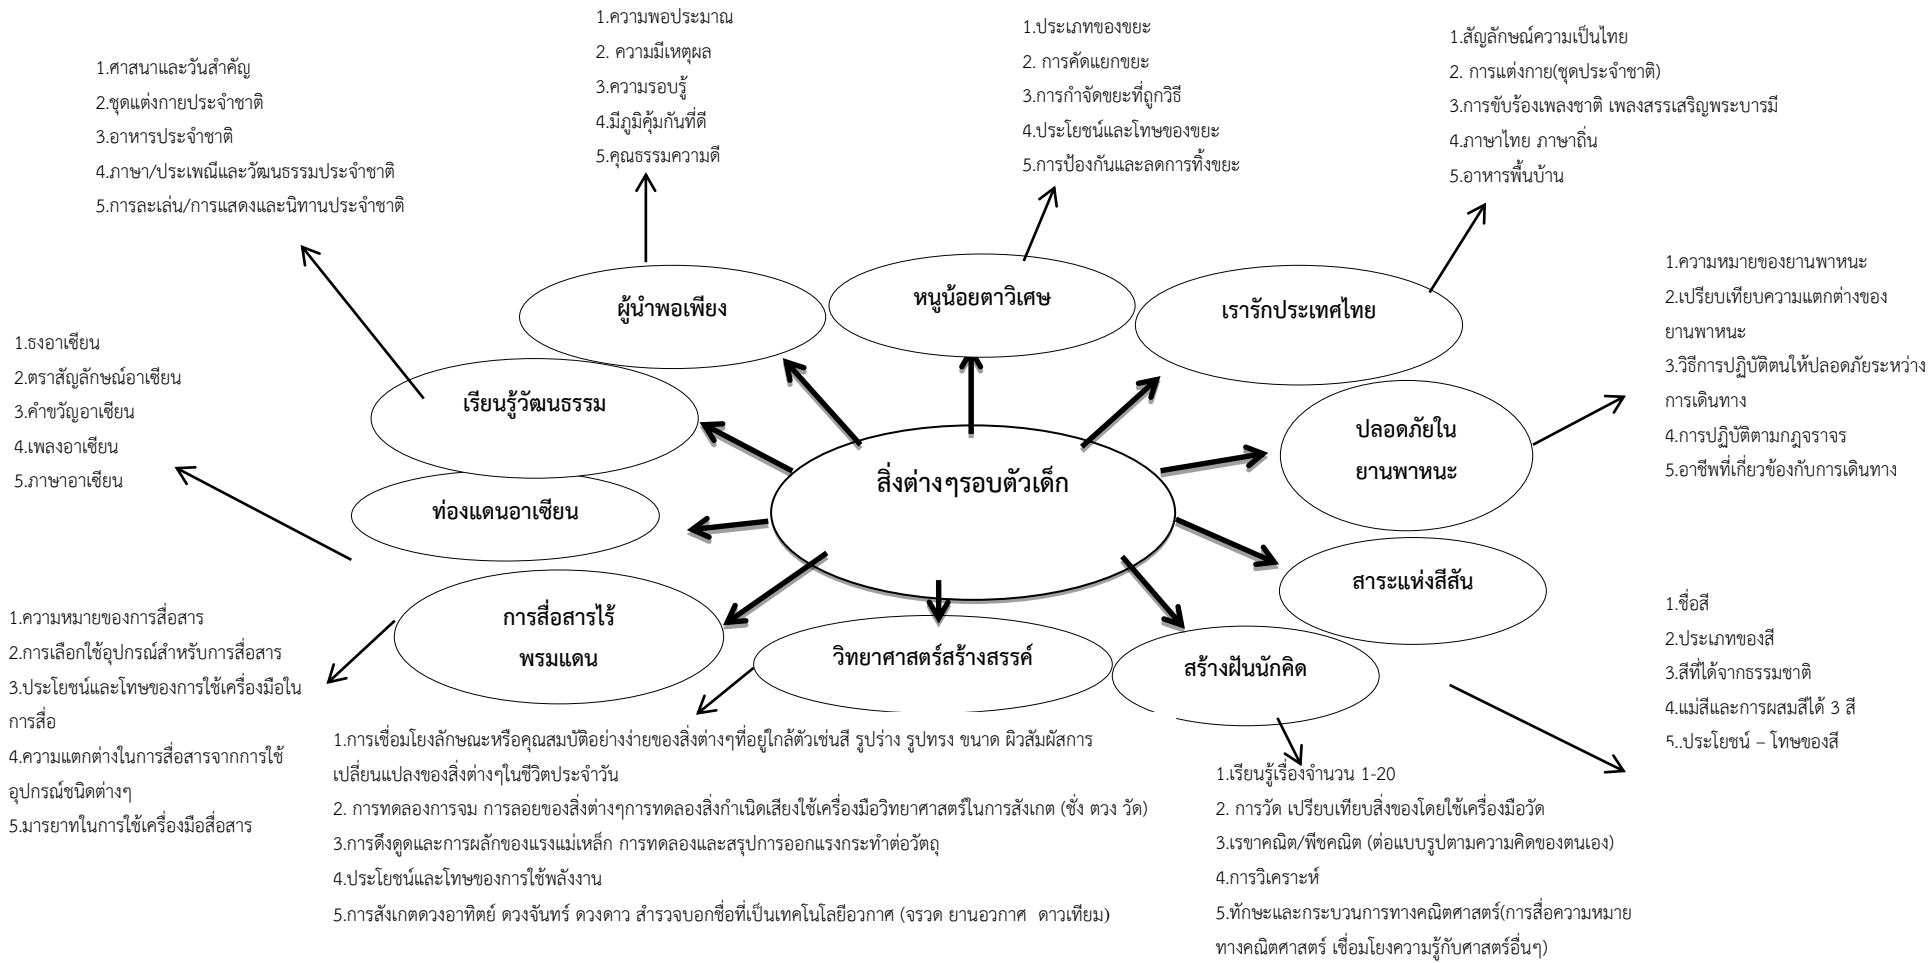 1.ความพอประมาณ
2. ความมีเหตุผล
3.ความรอบรู้
4.มีภูมิคุ้มกันที่ดี
5.คุณธรรมความดี
1.ประเภทของขยะ
2. การคัดแยกขยะ
3.การกำจัดขยะที่ถูกวิธี
4.ประโยชน์และโทษของขยะ
5.การป้องกันและลดการทิ้งขยะ
1.สัญลักษณ์ความเป็นไทย
2. การแต่งกาย(ชุดประจำชาติ)
3.การขับร้องเพลงชาติ เพลงสรรเสริญพระบารมี
4.ภาษาไทย ภาษาถิ่น
5.อาหารพื้นบ้าน
1.ศาสนาและวันสำคัญ
2.ชุดแต่งกายประจำชาติ
3.อาหารประจำชาติ
4.ภาษา/ประเพณีและวัฒนธรรมประจำชาติ
5.การละเล่น/การแสดงและนิทานประจำชาติ
ผู้นำพอเพียง
หนูน้อยตาวิเศษ
เรารักประเทศไทย
1.ความหมายของยานพาหนะ
2.เปรียบเทียบความแตกต่างของ
ยานพาหนะ
3.วิธีการปฏิบัติตนให้ปลอดภัยระหว่าง
การเดินทาง
4.การปฏิบัติตามกฎจราจร
5.อาชีพที่เกี่ยวข้องกับการเดินทาง
1.ธงอาเซียน
2.ตราสัญลักษณ์อาเซียน
3.คำขวัญอาเซียน
4.เพลงอาเซียน
5.ภาษาอาเซียน
เรียนรู้วัฒนธรรม
ปลอดภัยใน
ยานพาหนะ
สิ่งต่างๆรอบตัวเด็ก
ท่องแดนอาเซียน
สาระแห่งสีสัน
การสื่อสารไร้
พรมแดน
วิทยาศาสตร์สร้างสรรค์
สร้างฝันนักคิด
1.ความหมายของการสื่อสาร
2.การเลือกใช้อุปกรณ์สำหรับการสื่อสาร
3.ประโยชน์และโทษของการใช้เครื่องมือใน
การสื่อ
4.ความแตกต่างในการสื่อสารจากการใช้
อุปกรณ์ชนิดต่างๆ
5.มารยาทในการใช้เครื่องมือสื่อสาร
1.ชื่อสี
2.ประเภทของสี
3.สีที่ได้จากธรรมชาติ
4.แม่สีและการผสมสีได้ 3 สี
5..ประโยชน์ – โทษของสี
1.การเชื่อมโยงลักษณะหรือคุณสมบัติอย่างง่ายของสิ่งต่างๆที่อยู่ใกล้ตัวเช่นสี รูปร่าง รูปทรง ขนาด ผิวสัมผัสการ
เปลี่ยนแปลงของสิ่งต่างๆในชีวิตประจำวัน
2. การทดลองการจม การลอยของสิ่งต่างๆการทดลองสิ่งกำเนิดเสียงใช้เครื่องมือวิทยาศาสตร์ในการสังเกต (ชั่ง ตวง วัด)
3.การดึงดูดและการผลักของแรงแม่เหล็ก การทดลองและสรุปการออกแรงกระทำต่อวัตถุ
4.ประโยชน์และโทษของการใช้พลังงาน
5.การสังเกตดวงอาทิตย์ ดวงจันทร์ ดวงดาว สำรวจบอกชื่อที่เป็นเทคโนโลยีอวกาศ (จรวด ยานอวกาศ  ดาวเทียม)
1.เรียนรู้เรื่องจำนวน 1-20
2. การวัด เปรียบเทียบสิ่งของโดยใช้เครื่องมือวัด
3.เรขาคณิต/พีชคณิต (ต่อแบบรูปตามความคิดของตนเอง)
4.การวิเคราะห์
5.ทักษะและกระบวนการทางคณิตศาสตร์(การสื่อความหมาย
ทางคณิตศาสตร์ เชื่อมโยงความรู้กับศาสตร์อื่นๆ)